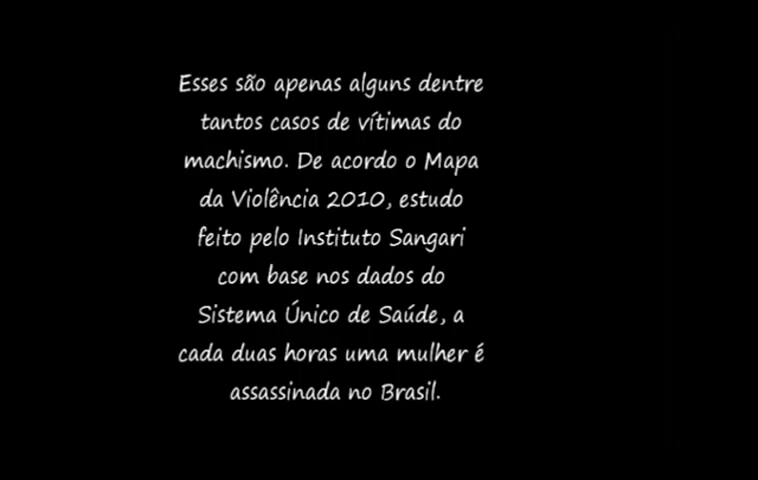 Esses são apenas alguns dentre
tantos casos de vítimas do
machismo. De acordo o Mapa
da Violência 2010, estudo
feito pelo Instituto Sangari
com base nos dados do
Sistema Único de Saúde, a
cada duas horas uma mulher é
assassinada no Brasil.